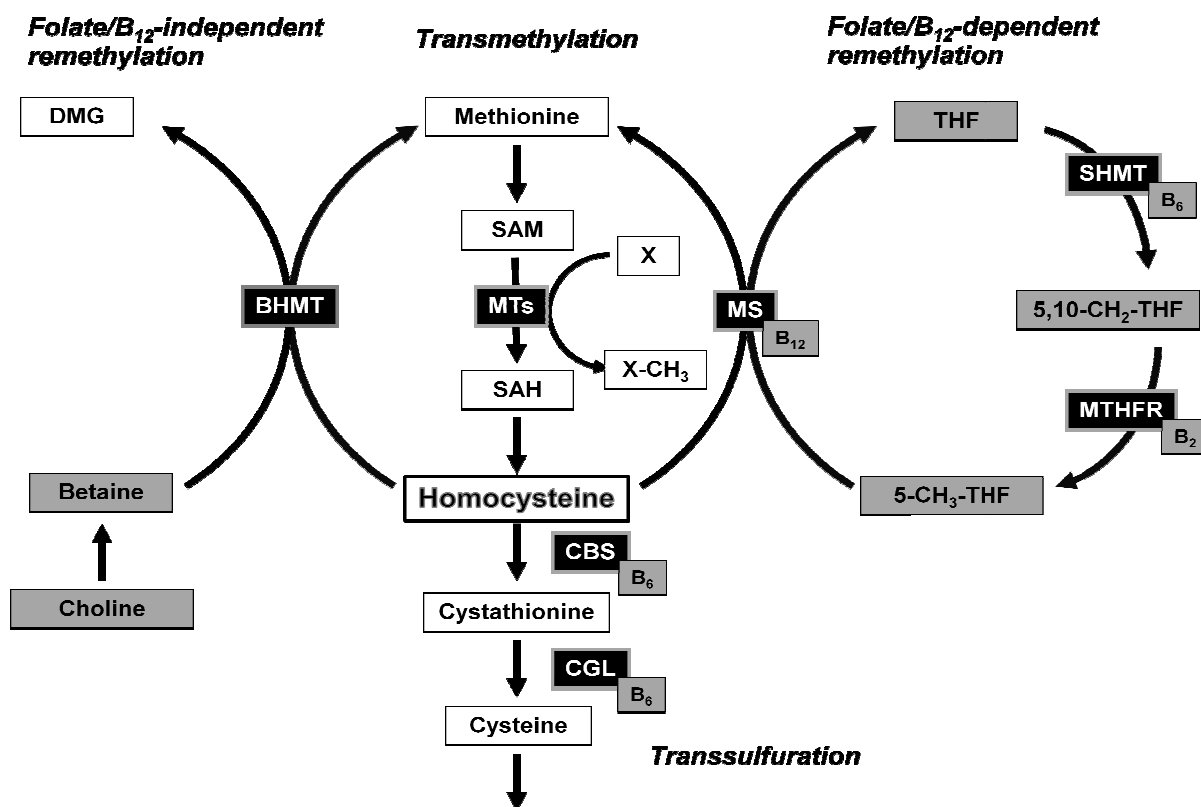 Folate/B₁₂-independent
remethylation
Transmethylation
Folate/B₁₂-dependent
remethylation
DMG
Methionine
THF
SHMT
B₆
SAM
X
BHMT
MTs
MS
B₁₂
5,10-CH₂-THF
X-CH₃
SAH
MTHFR
B₂
Betaine
Homocysteine
5-CH₃-THF
CBS
B₆
Choline
Cystathionine
CGL
B₆
Cysteine
Transsulfuration